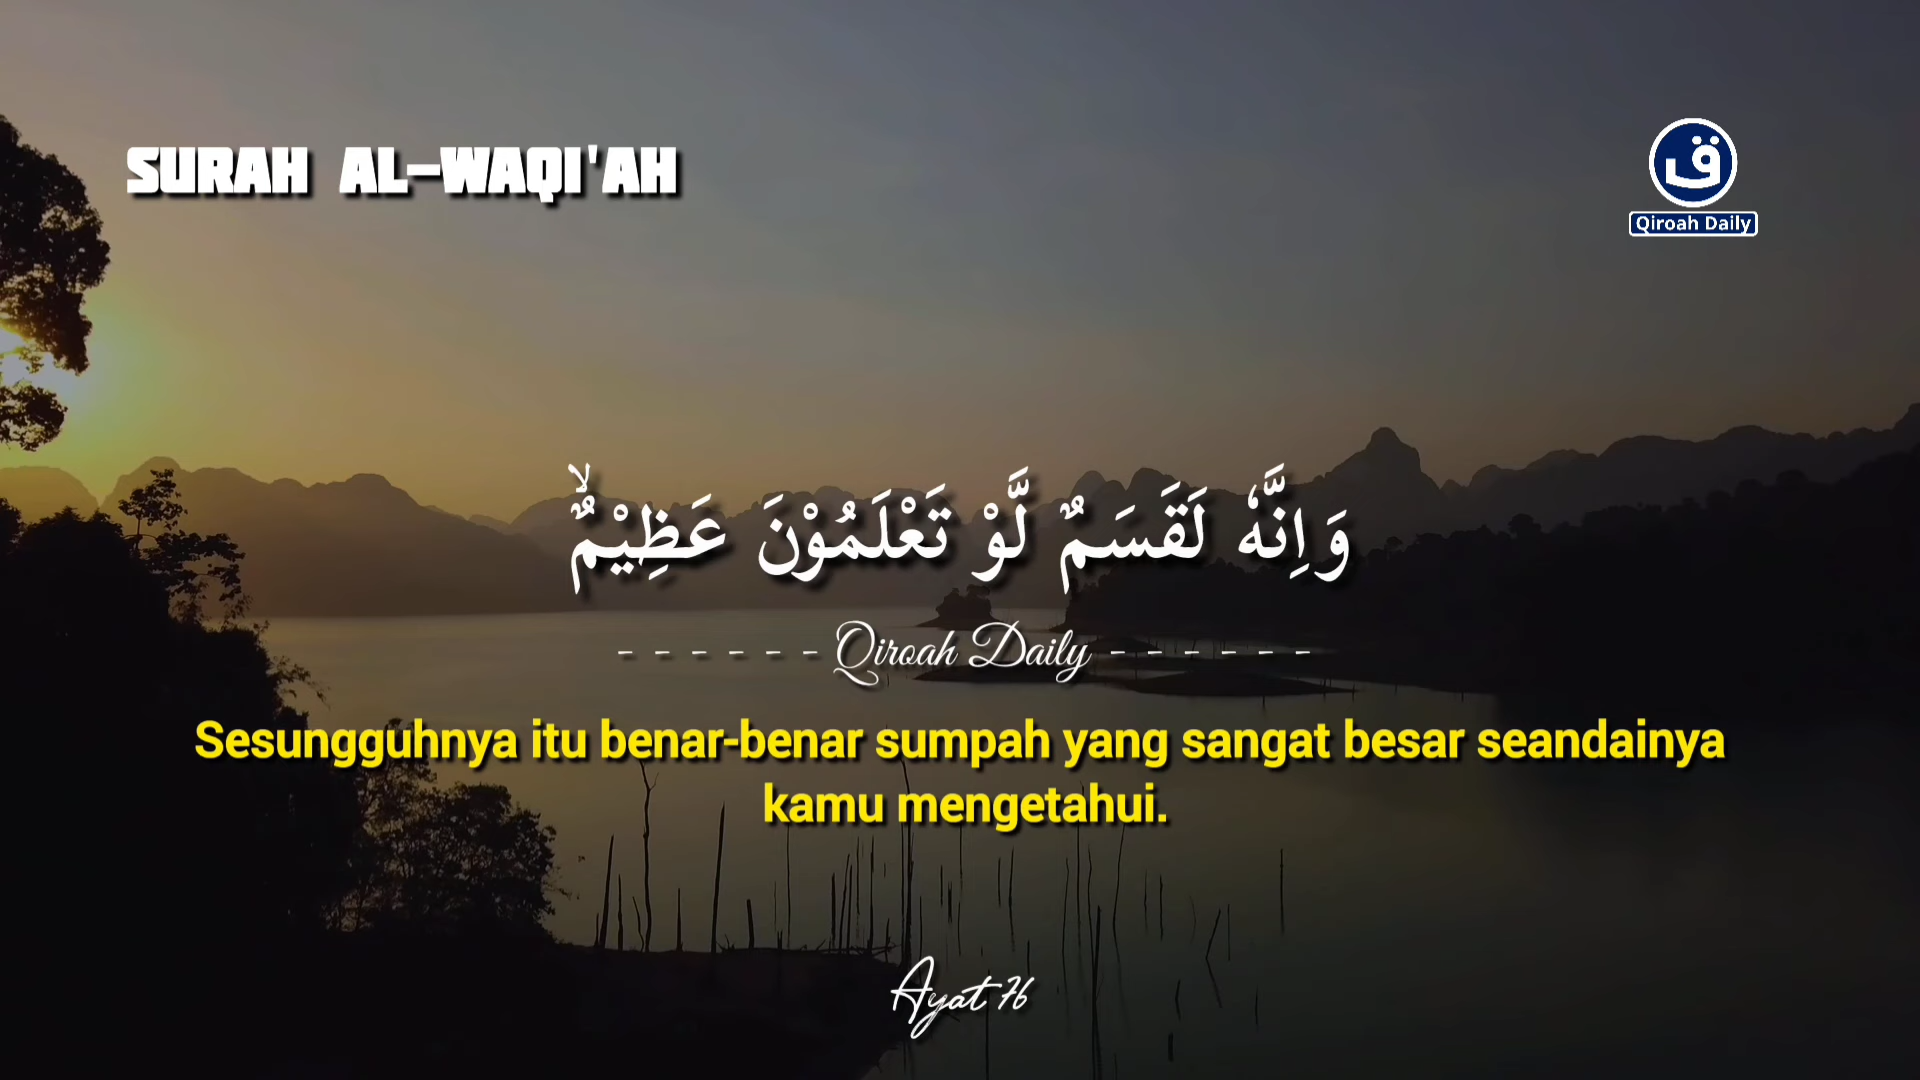 SURAH AL-WAQI'AH
ق
Qiroah Daily
وَاِنَّهٗ لَقَسَمٌ لَّوْ تَعْلَمُوْنَ عَظِيْمٌۙ
- - - - - - Qiroah Daily - - - - - -
Sesungguhnya itu benar-benar sumpah yang sangat besar seandainya
kamu mengetahui.
Ayat 76